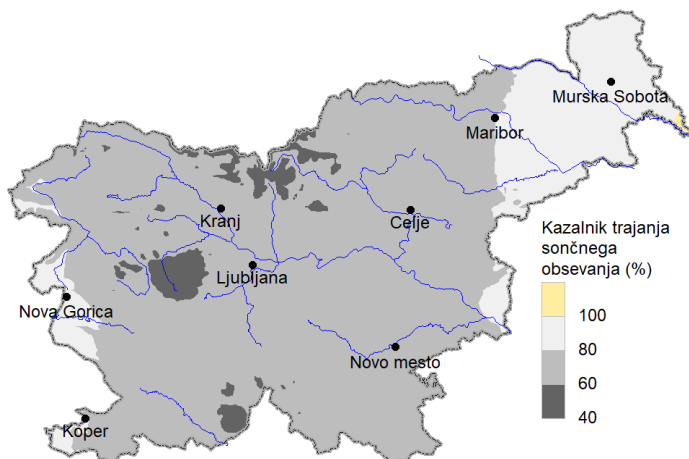 Murska Sobota
Maribor
Kranj
Celje
Ljubljana
Nova Gorica
Novo mesto
Koper
Kazalnik trajanja
sončnega
obsevanja (%)
100
80
60
40